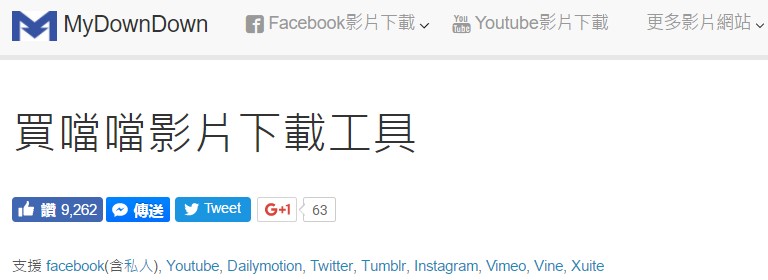 MyDownDown Facebook影片下載 You Tube Youtube影片下載 更多影片網站
買噹噹影片下載工具
讚 9,262 傳送 Tweet G+1 63
支援 facebook(含私人), Youtube, Dailymotion, Twitter, Tumblr, Instagram, Vimeo, Vine, Xuite